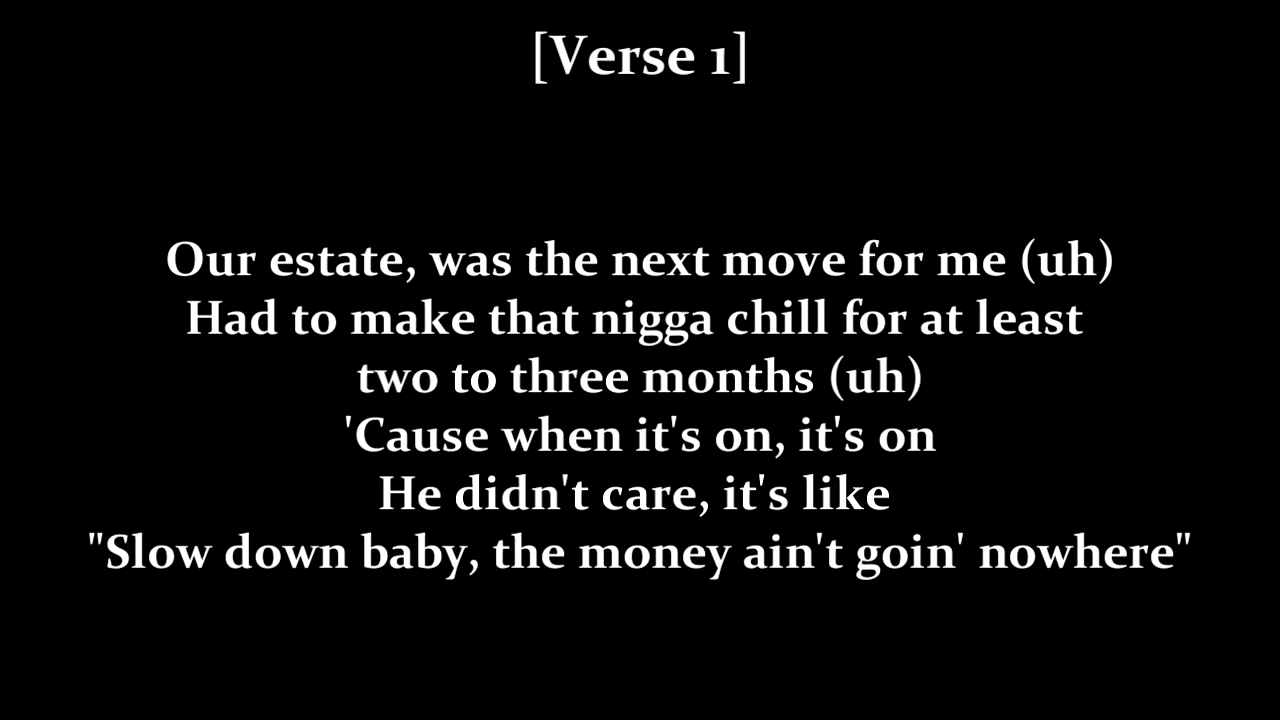 [Verse 1]
Our estate, was the next move for me (uh)
Had to make that nigga chill for at least
two to three months (uh)
'Cause when it's on, it's on
He didn't care, it's like
"Slow down baby, the money ain't goin' nowhere"